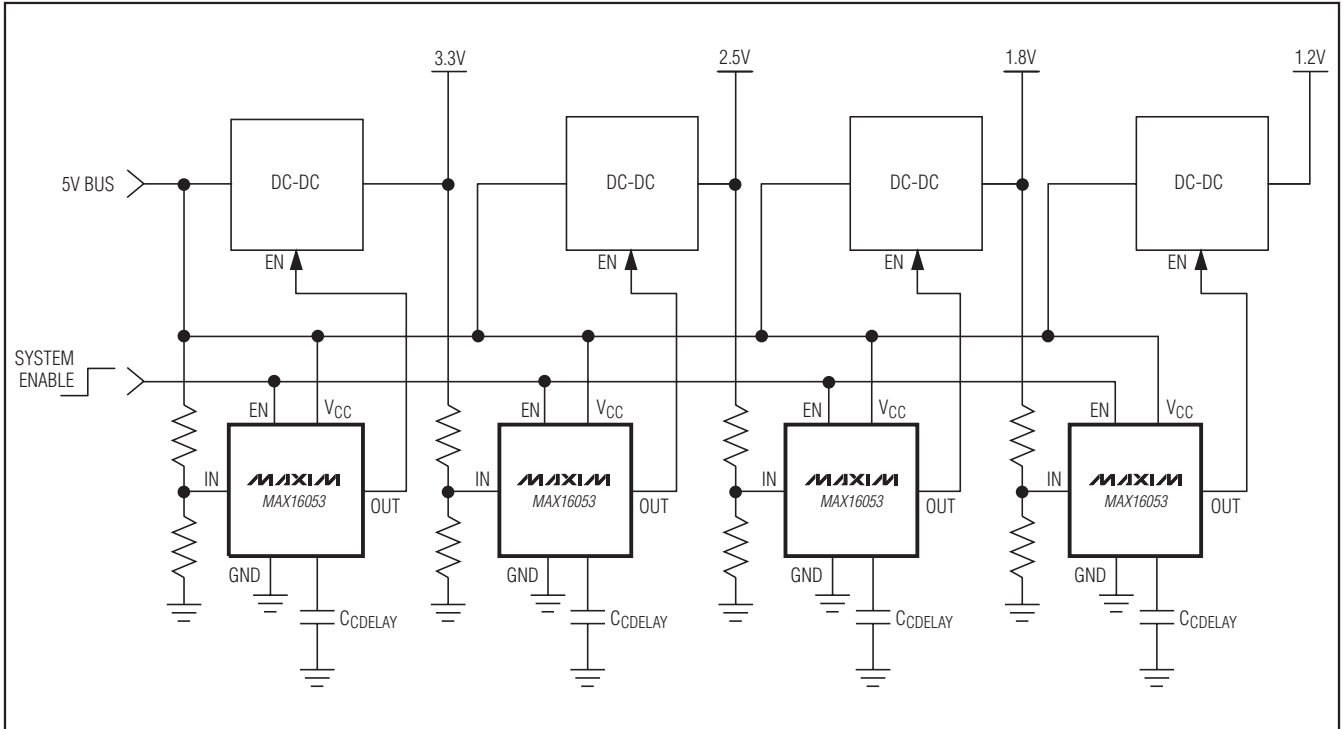 3.3V
2.5V
1.8V
1.2V
5V BUS
DC-DC
DC-DC
DC-DC
DC-DC
EN
EN
EN
EN
SYSTEM
ENABLE
EN
VCC
EN
VCC
EN
VCC
EN
VCC
IN
MAXIM
MAX16053
OUT
IN
MAXIM
MAX16053
OUT
IN
MAXIM
MAX16053
OUT
IN
MAXIM
MAX16053
OUT
GND
GND
GND
GND
CCDELAY
CCDELAY
CCDELAY
CCDELAY